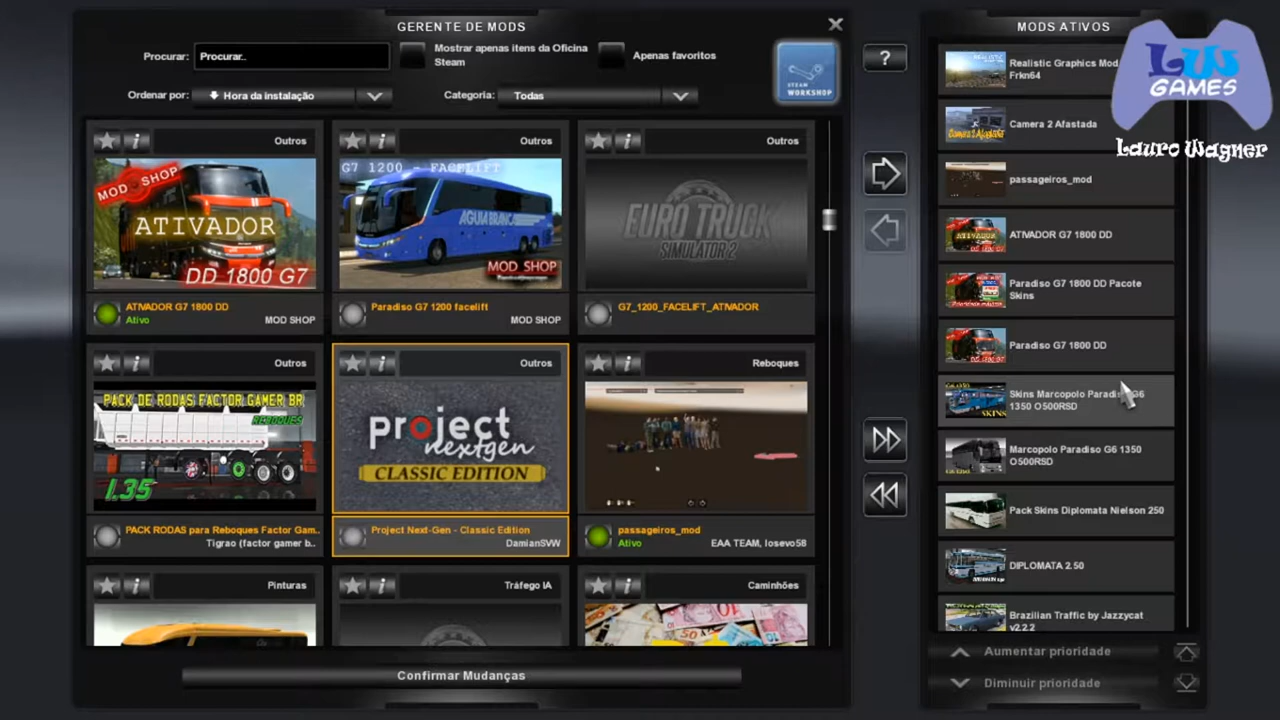 GERENTE DE MODS
Procurar:
Procurar..
Mostrar apenas itens da Oficina
Steam
Apenas favoritos
STEAM
WORKSHOP
Ordenar por:
Hora da instalação
Categoria:
Todas
Outros
MOD SHOP
ATIVADOR
DD 1800 G7
ATIVADOR G7 1800 DD
Ativo
MOD SHOP
Outros
G7 1200 - FACELIFT
AGUIA BRANCA
MOD SHOP
Paradiso G7 1200 facelift
MOD SHOP
Outros
EURO TRUCK
SIMULATOR 2
G7_1200_FACELIFT_ATIVADOR
Outros
PACK DE RODAS FACTOR GAMER BR
REBOQUES
1.35
PACK RODAS para Reboques Factor Gam..
Tigrao (factor gamer b..
Outros
project
nextgen
CLASSIC EDITION
Project Next-Gen - Classic Edition
DamianSVW
Reboques
passageiros_mod
Ativo
EAA TEAM, losevo58
Pinturas
Tráfego IA
Caminhões
Confirmar Mudanças
?
MODS ATIVOS
Realistic Graphics Mod
Frkn64
Camera 2 Afastada
passageiros_mod
ATIVADOR G7 1800 DD
Paradiso G7 1800 DD Pacote
Skins
Paradiso G7 1800 DD
Skins Marcopolo Paradiso G6
1350 O500RSD
Marcopolo Paradiso G6 1350
O500RSD
Pack Skins Diplomata Nielson 250
DIPLOMATA 2.50
Brazilian Traffic by Jazzycat
v2.2.2
Aumentar prioridade
Diminuir prioridade
LW
GAMES
Lauro Wagner